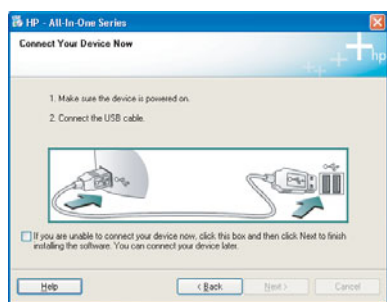 HP - All-In-One Series
Connect Your Device Now
hp
1. Make sure the device is powered on.
2. Connect the USB cable.
If you are unable to connect your device now, click this box and then click Next to finish
installing the software. You can connect your device later.
Help
< Back
Next >
Cancel